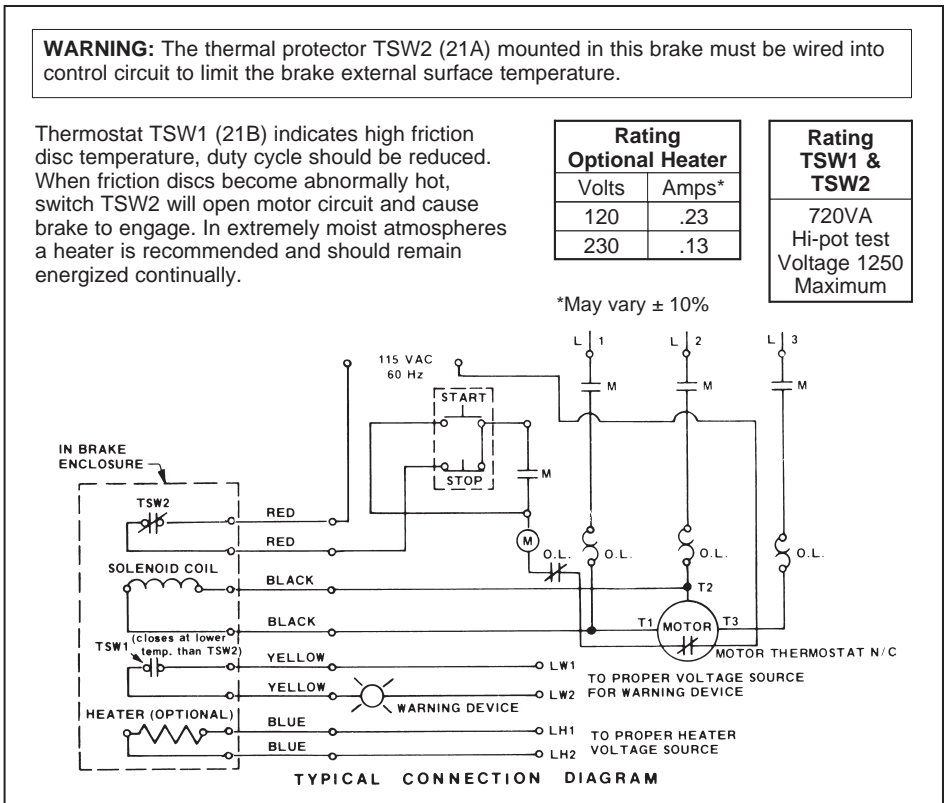 WARNING: The thermal protector TSW2 (21A) mounted in this brake must be wired into
control circuit to limit the brake external surface temperature.
Thermostat TSW1 (21B) indicates high friction
disc temperature, duty cycle should be reduced.
When friction discs become abnormally hot,
switch TSW2 will open motor circuit and cause
brake to engage. In extremely moist atmospheres
a heater is recommended and should remain
energized continually.
Rating
Optional Heater
Volts Amps*
120 .23
230 .13
*May vary ± 10%
Rating
TSW1 &
TSW2
720VA
Hi-pot test
Voltage 1250
Maximum
L 1
L 2
L 3
115 VAC
60 Hz
M
M
M
START
STOP
M
IN BRAKE
ENCLOSURE
TSW2
RED
RED
M
O.L.
O.L.
O.L.
O.L.
SOLENOID COIL
BLACK
T2
BLACK
T1
MOTOR
T3
MOTOR THERMOSTAT N/C
TSW1
(closes at lower
temp. than TSW2)
YELLOW
LW1
YELLOW
WARNING DEVICE
LW2
TO PROPER VOLTAGE SOURCE
FOR WARNING DEVICE
HEATER (OPTIONAL)
BLUE
LH1
BLUE
LH2
TO PROPER HEATER
VOLTAGE SOURCE
TYPICAL CONNECTION DIAGRAM